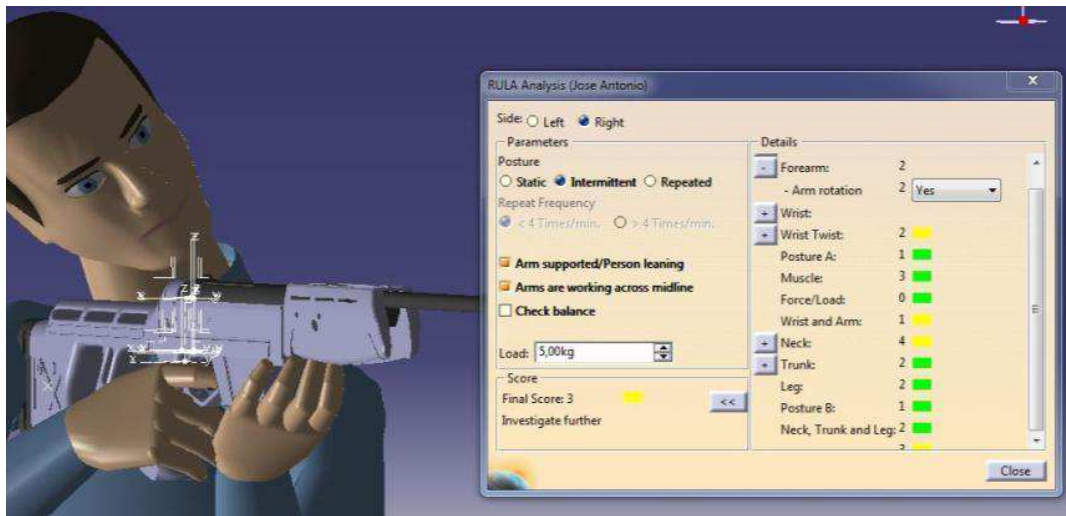 RULA Analysis (Jose Antonio)
Side: Left Right
Parameters
Posture
Static Intermittent Repeated
Repeat Frequency
< 4 Times/min. > 4 Times/min.
Arm supported/Person leaning
Arms are working across midline
Check balance
Load: 5,00kg
Score
Final Score: 3
<<
Investigate further
Details
- Forearm: 2
- Arm rotation 2 Yes
+ Wrist:
+ Wrist Twist: 2
Posture A: 1
Muscle: 3
Force/Load: 0
Wrist and Arm: 1
+ Neck: 4
+ Trunk: 2
Leg: 2
Posture B: 1
Neck, Trunk and Leg: 2
Close